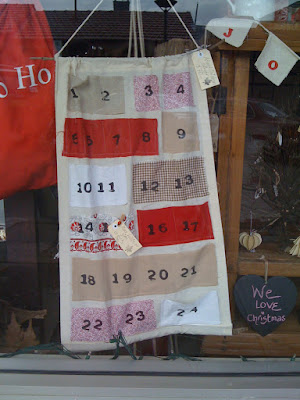 o Ho
J O
1 2 3 4
5 6 7 8 9
10 11 12 13
14 15 16 17
18 19 20 21
22 23 24
We
LOVE
Christmas